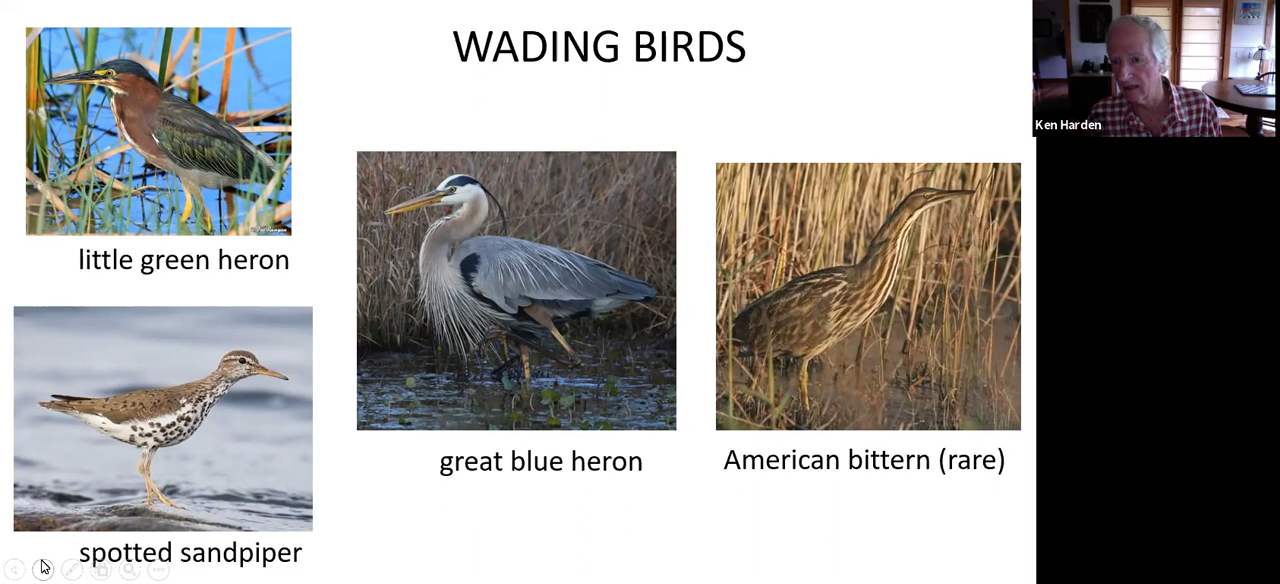 WADING BIRDS
Ken Harden
little green heron
great blue heron
American bittern (rare)
spotted sandpiper